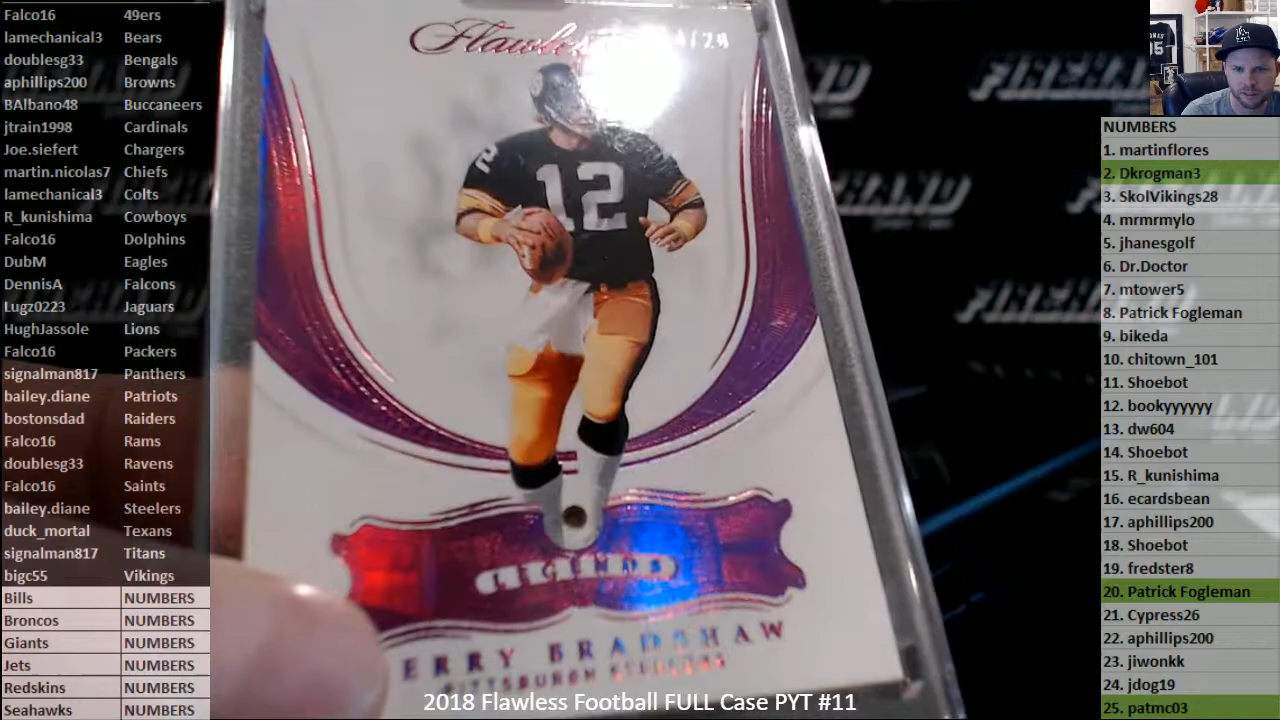 Falco16 49ers
lamechanical3 Bears
doublesg33 Bengals
aphillips200 Browns
BAlbano48 Buccaneers
jtrain1998 Cardinals
Joe.siefert Chargers
martin.nicolas7 Chiefs
lamechanical3 Colts
R_kunishima Cowboys
Falco16 Dolphins
DubM Eagles
DennisA Falcons
Lugz0223 Jaguars
HughJassole Lions
Falco16 Packers
signalman817 Panthers
bailey.diane Patriots
bostonsdad Raiders
Falco16 Rams
doublesg33 Ravens
Falco16 Saints
bailey.diane Steelers
duck_mortal Texans
signalman817 Titans
bigc55 Vikings
Bills NUMBERS
Broncos NUMBERS
Giants NUMBERS
Jets NUMBERS
Redskins NUMBERS
Seahawks NUMBERS
12
2
ERRY BRADSHAW
PITTSBURGH STEELERS
2018 Flawless Football FULL Case PYT #11
NUMBERS
1. martinflores
2. Dkrogman3
3. SkolVikings28
4. mrmrmylo
5. jhanesgolf
6. Dr.Doctor
7. mtower5
8. Patrick Fogleman
9. bikeda
10. chitown_101
11. Shoebot
12. bookyyyyyy
13. dw604
14. Shoebot
15. R_kunishima
16. ecardsbean
17. aphillips200
18. Shoebot
19. fredster8
20. Patrick Fogleman
21. Cypress26
22. aphillips200
23. jiwonkk
24. jdog19
25. patmc03